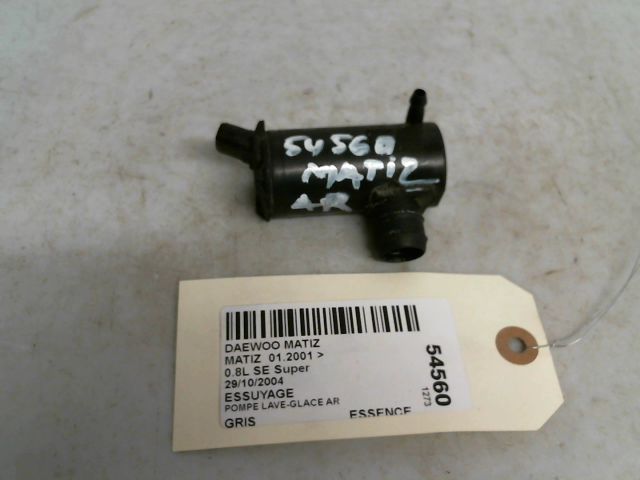 54560
MATiZ
AR
DAEWOO MATIZ
MATIZ 01.2001 >
0.8L SE Super
29/10/2004
ESSUYAGE
POMPE LAVE-GLACE AR
ESSENCE
GRIS
54560
1273